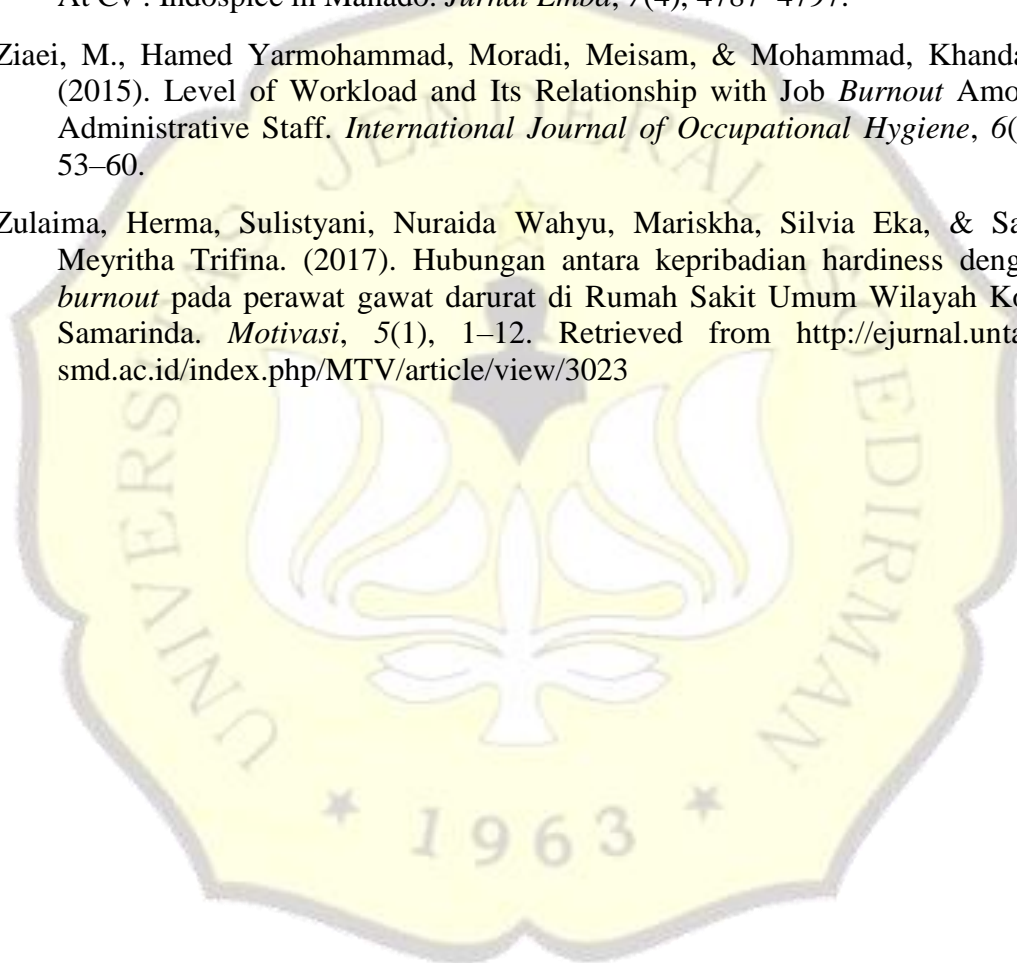 At Cv . Indospice in Manado. Jurnal Emba, 7(4), 4787–4797.
Ziaei, M., Hamed Yarmohammad, Moradi, Meisam, & Mohammad, Khanda
(2015). Level of Workload and Its Relationship with Job Burnout Amo
Administrative Staff. International Journal of Occupational Hygiene, 6(
53–60.
Zulaima, Herma, Sulistyani, Nuraida Wahyu, Mariskha, Silvia Eka, & Sa
Meyritha Trifina. (2017). Hubungan antara kepribadian hardiness deng
burnout pada perawat gawat darurat di Rumah Sakit Umum Wilayah Ko
Samarinda. Motivasi, 5(1), 1–12. Retrieved from http://ejurnal.unta
smd.ac.id/index.php/MTV/article/view/3023
UNIVERSITAS JENDERAL SOEDIRMAN
★ 1963 ★